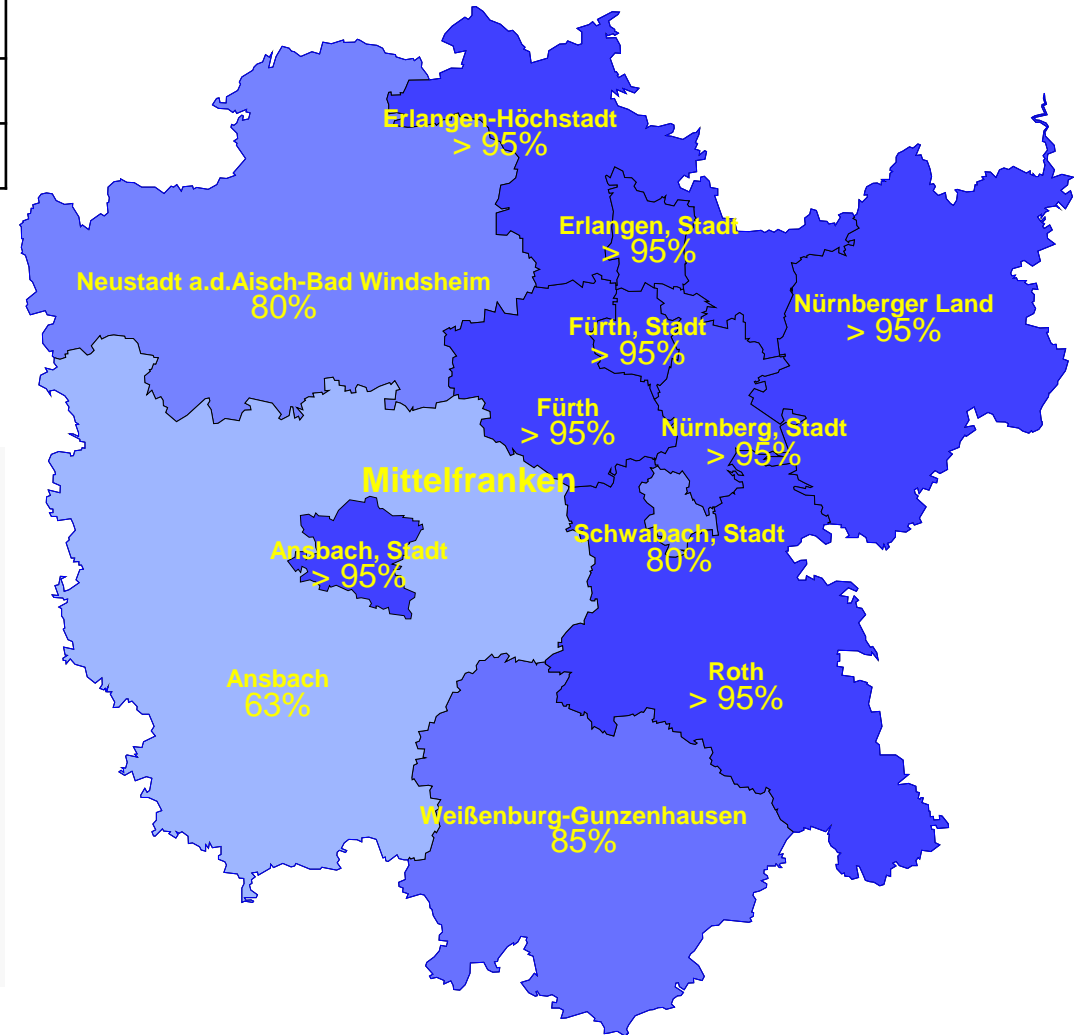 Erlangen-Höchstadt
> 95%
Erlangen, Stadt
> 95%
Neustadt a.d.Aisch-Bad Windsheim
80%
Nürnberger Land
> 95%
Fürth, Stadt
> 95%
Fürth
> 95%
Nürnberg, Stadt
> 95%
Mittelfranken
Schwabach, Stadt
80%
Ansbach, Stadt
> 95%
Ansbach
63%
Roth
> 95%
Weißenburg-Gunzenhausen
85%